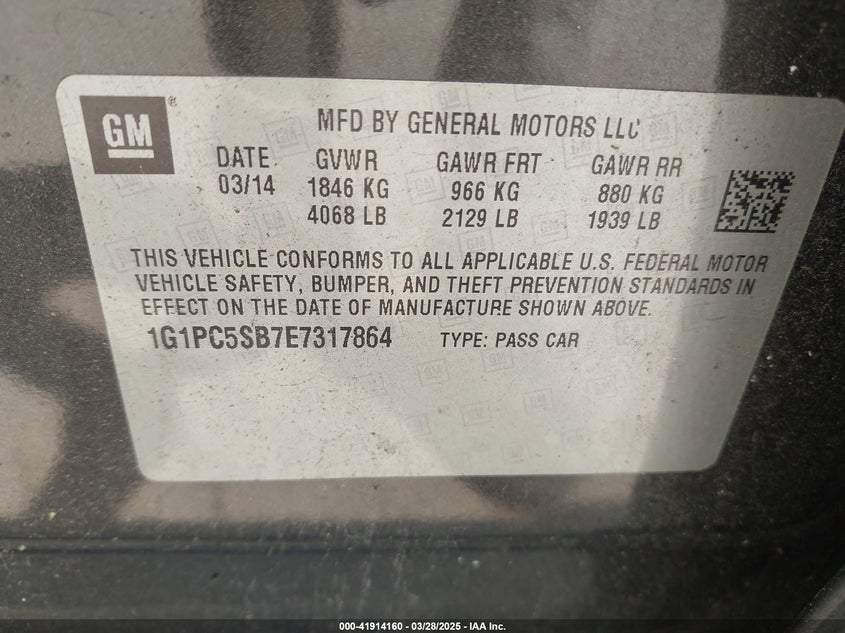 GM ®
MFD BY GENERAL MOTORS LLC
DATE GVWR GAWR FRT GAWR RR
03/14 1846 KG 966 KG 880 KG
4068 LB 2129 LB 1939 LB
THIS VEHICLE CONFORMS TO ALL APPLICABLE U.S. FEDERAL MOTOR
VEHICLE SAFETY, BUMPER, AND THEFT PREVENTION STANDARDS IN
EFFECT ON THE DATE OF MANUFACTURE SHOWN ABOVE.
1G1PC5SB7E7317864 TYPE: PASS CAR
000-41914160 - 03/28/2025 - IAA Inc.